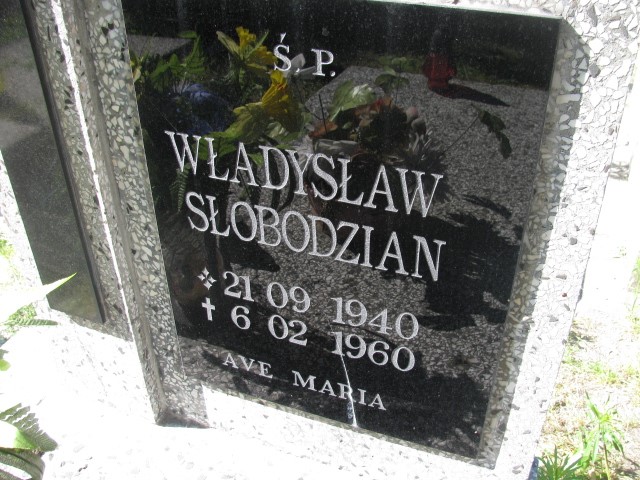 Ś. P.
WŁADYSŁAW
SŁOBODZIAN
21 09 1940
✝ 6 02 1960
AVE MARIA